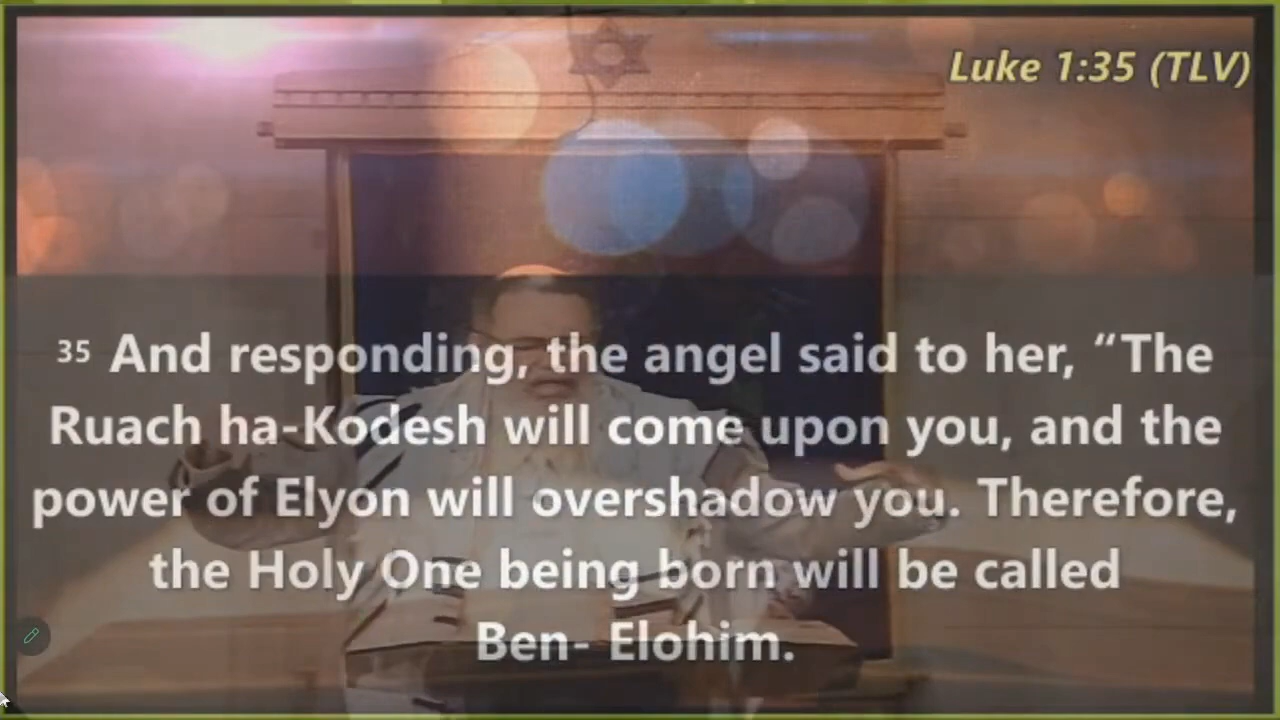 Luke 1:35 (TLV)
35 And responding, the angel said to her, “The
Ruach ha-Kodesh will come upon you, and the
power of Elyon will overshadow you. Therefore,
the Holy One being born will be called
Ben- Elohim.